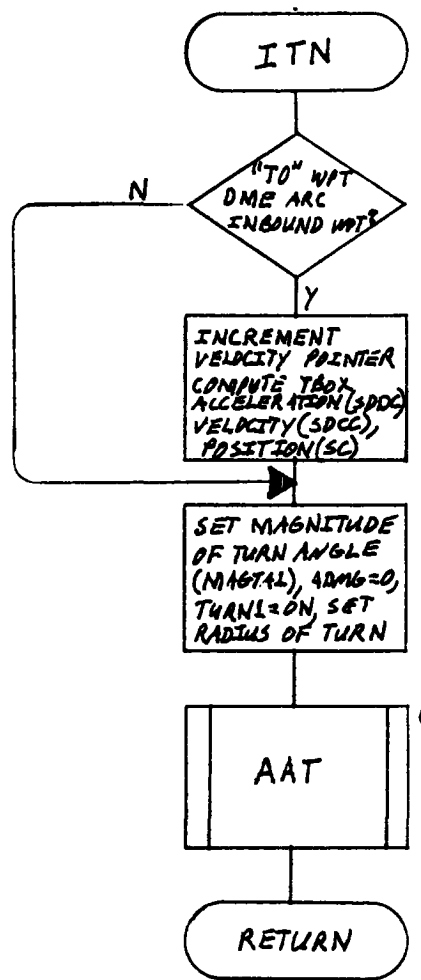 ITN
"TO" WPT
DME ARC
INBOUND WPT?
N
Y
INCREMENT
VELOCITY POINTER
COMPUTE TBOX
ACCELERATION (SDDC)
VELOCITY (SDCC),
POSITION (SC)
SET MAGNITUDE
OF TURN ANGLE
(MAGTA1), ADMG=0,
TURN1=ON, SET
RADIUS OF TURN
AAT
RETURN